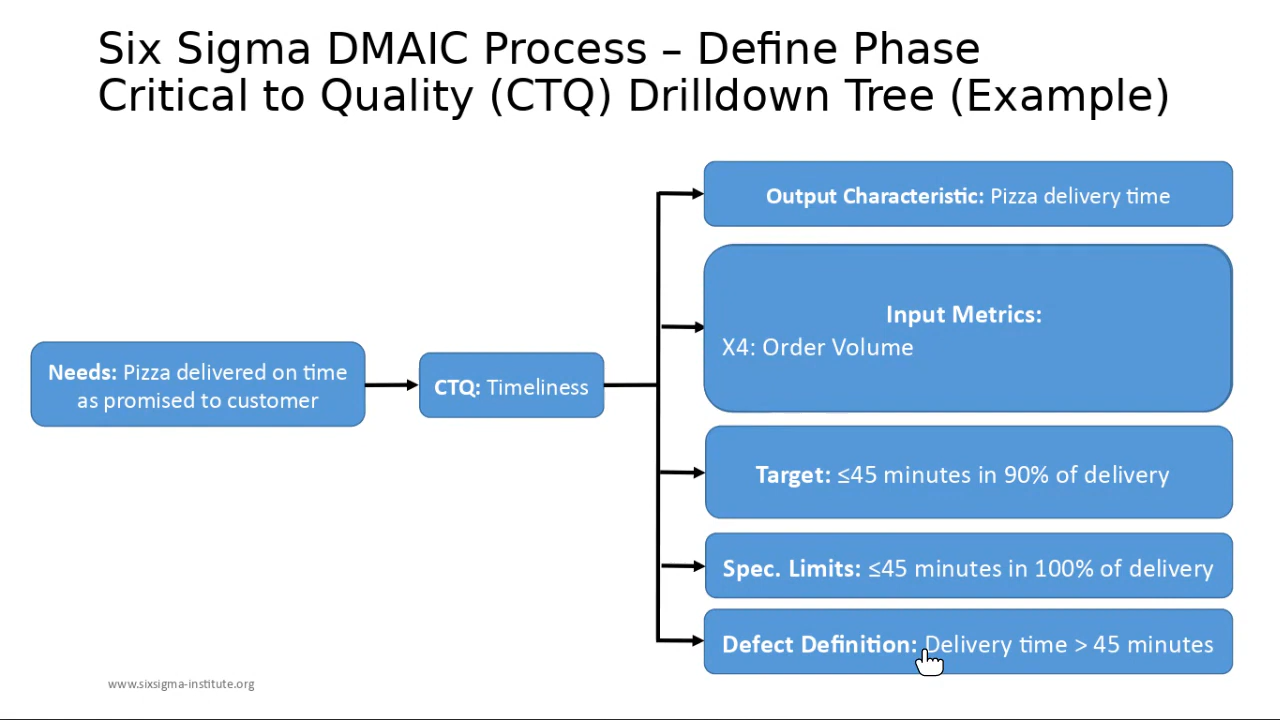 Six Sigma DMAIC Process – Define Phase
Critical to Quality (CTQ) Drilldown Tree (Example)
Output Characteristic: Pizza delivery time
Input Metrics:
X4: Order Volume
Needs: Pizza delivered on time
as promised to customer
CTQ: Timeliness
Target: ≤45 minutes in 90% of delivery
Spec. Limits: ≤45 minutes in 100% of delivery
Defect Definition: Delivery time > 45 minutes
www.sixsigma-institute.org